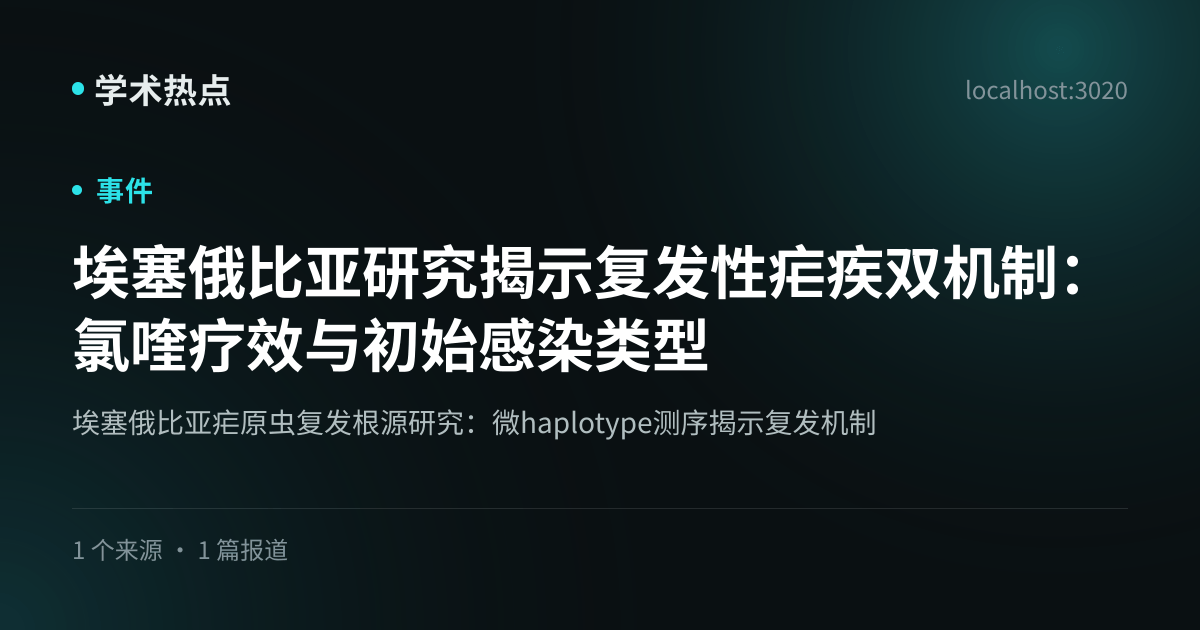 学术热点
localhost:3020
事件
埃塞俄比亚研究揭示复发性疟疾双机制：
氯喹疗效与初始感染类型
埃塞俄比亚疟原虫复发根源研究：微haplotype测序揭示复发机制
1 个来源 · 1 篇报道